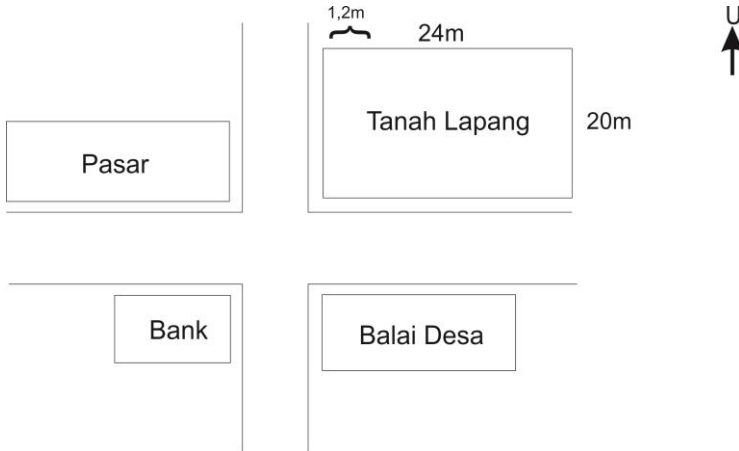 1,2m
24m
U
Tanah Lapang
20m
Pasar
Bank
Balai Desa